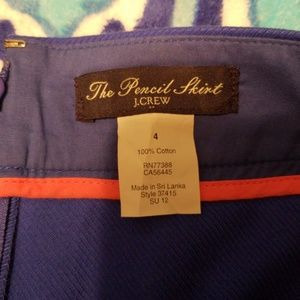 The Pencil Skirt
J.CREW
4
100% Cotton
RN77388
CA56445
Made in Sri Lanka
Style 37415
SU 12